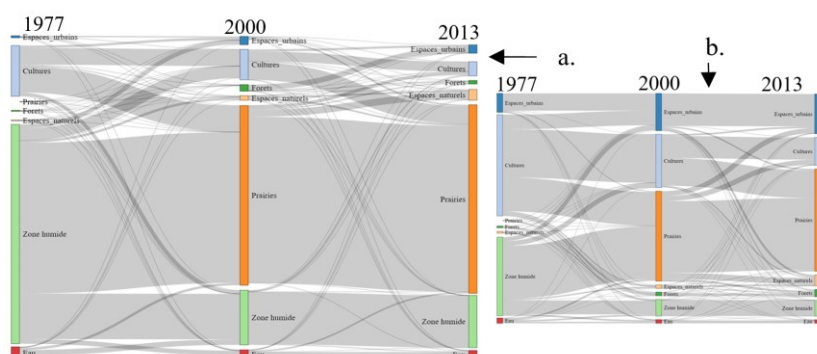 1977
2000
2013
Espaces_urbains
Cultures
Prairies
Forets
Espaces_naturels
Zone humide
Eau
Espaces_urbains
Cultures
Forets
Espaces_naturels
Prairies
Zone humide
Eau
Espaces_urbains
Cultures
Forets
Espaces_naturels
Prairies
Zone humide
Eau
a.
b.
1977
2000
2013
Espaces_urbains
Cultures
Prairies
Forets
Espaces_naturels
Zone humide
Eau
Espaces_urbains
Cultures
Prairies
Espaces_naturels
Forets
Zone humide
Eau
Espaces_urbains
Cultures
Prairies
Espaces_naturels
Forets
Zone humide
Eau